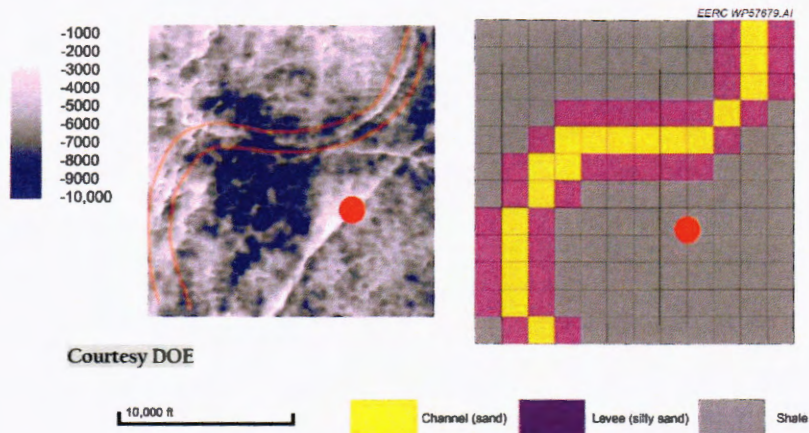 EERC WP57679.AI
-1000
-2000
-3000
-4000
-5000
-6000
-7000
-8000
-9000
-10,000
Courtesy DOE
10,000 ft
Channel (sand)
Levee (silty sand)
Shale